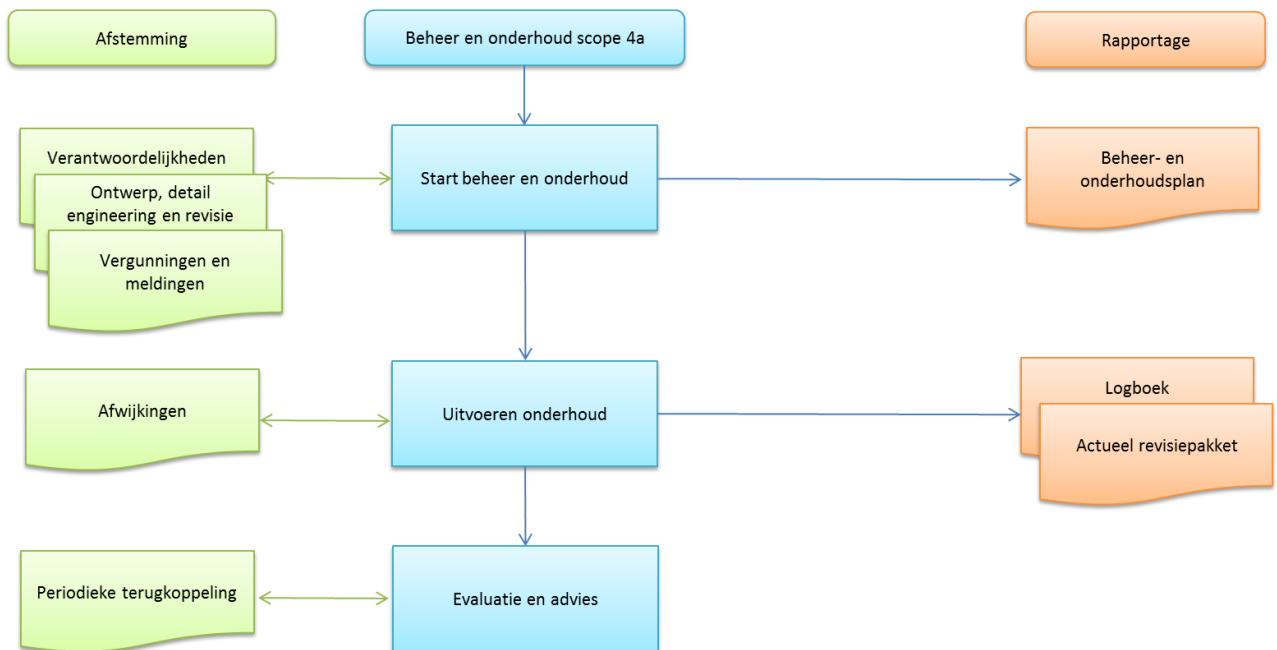 Afstemming
Beheer en onderhoud scope 4a
Rapportage
Verantwoordelijkheden
Ontwerp, detail
engineering en revisie
Vergunningen en
meldingen
Start beheer en onderhoud
Beheer- en
onderhoudsplan
Afwijkingen
Uitvoeren onderhoud
Logboek
Actueel revisiepakket
Periodieke terugkoppeling
Evaluatie en advies